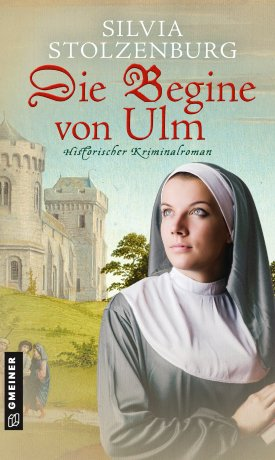 SILVIA
STOLZENBURG
Die Begine
von Ulm
Historischer Kriminalroman
GMEINER